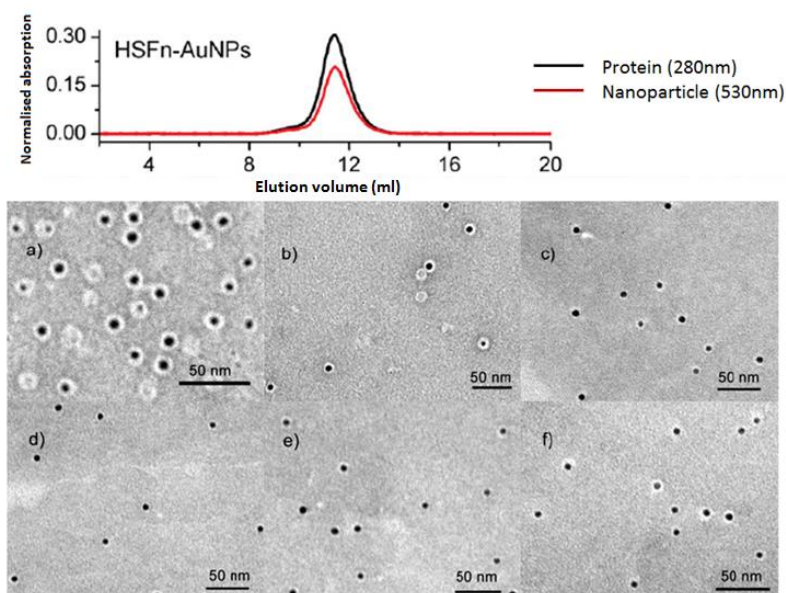 Normalised absorption
0.30
0.15
0.00
HSFn-AuNPs
Protein (280nm)
Nanoparticle (530nm)
4 8 12 16 20
Elution volume (ml)
a)
50 nm
b)
50 nm
c)
50 nm
d)
50 nm
e)
50 nm
f)
50 nm